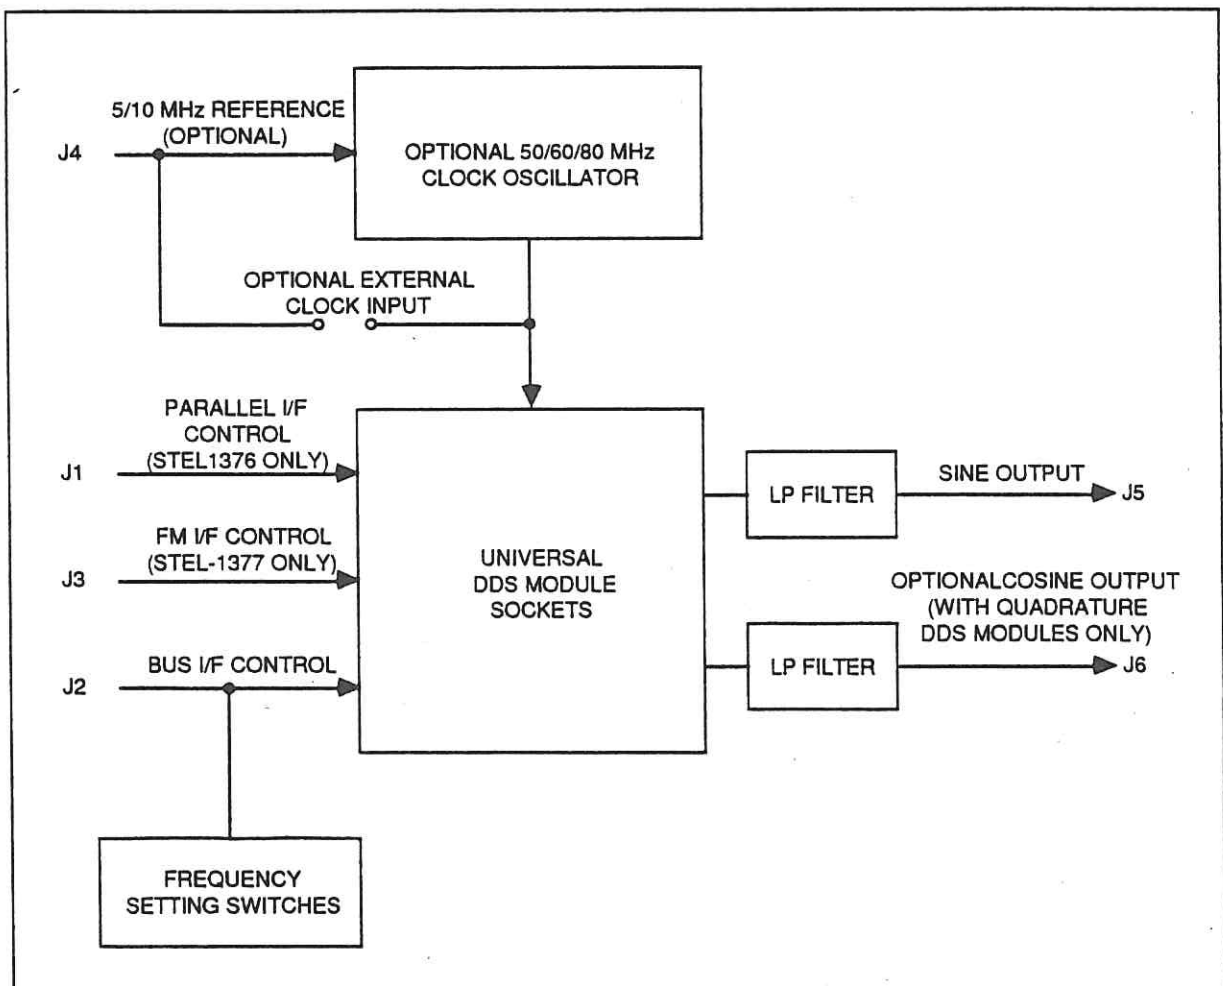 5/10 MHz REFERENCE
(OPTIONAL)
J4
OPTIONAL 50/60/80 MHz
CLOCK OSCILLATOR
OPTIONAL EXTERNAL
CLOCK INPUT
PARALLEL I/F
CONTROL
(STEL1376 ONLY)
J1
FM I/F CONTROL
(STEL-1377 ONLY)
J3
BUS I/F CONTROL
J2
UNIVERSAL
DDS MODULE
SOCKETS
LP FILTER
SINE OUTPUT
J5
OPTIONALCOSINE OUTPUT
(WITH QUADRATURE
DDS MODULES ONLY)
LP FILTER
J6
FREQUENCY
SETTING SWITCHES